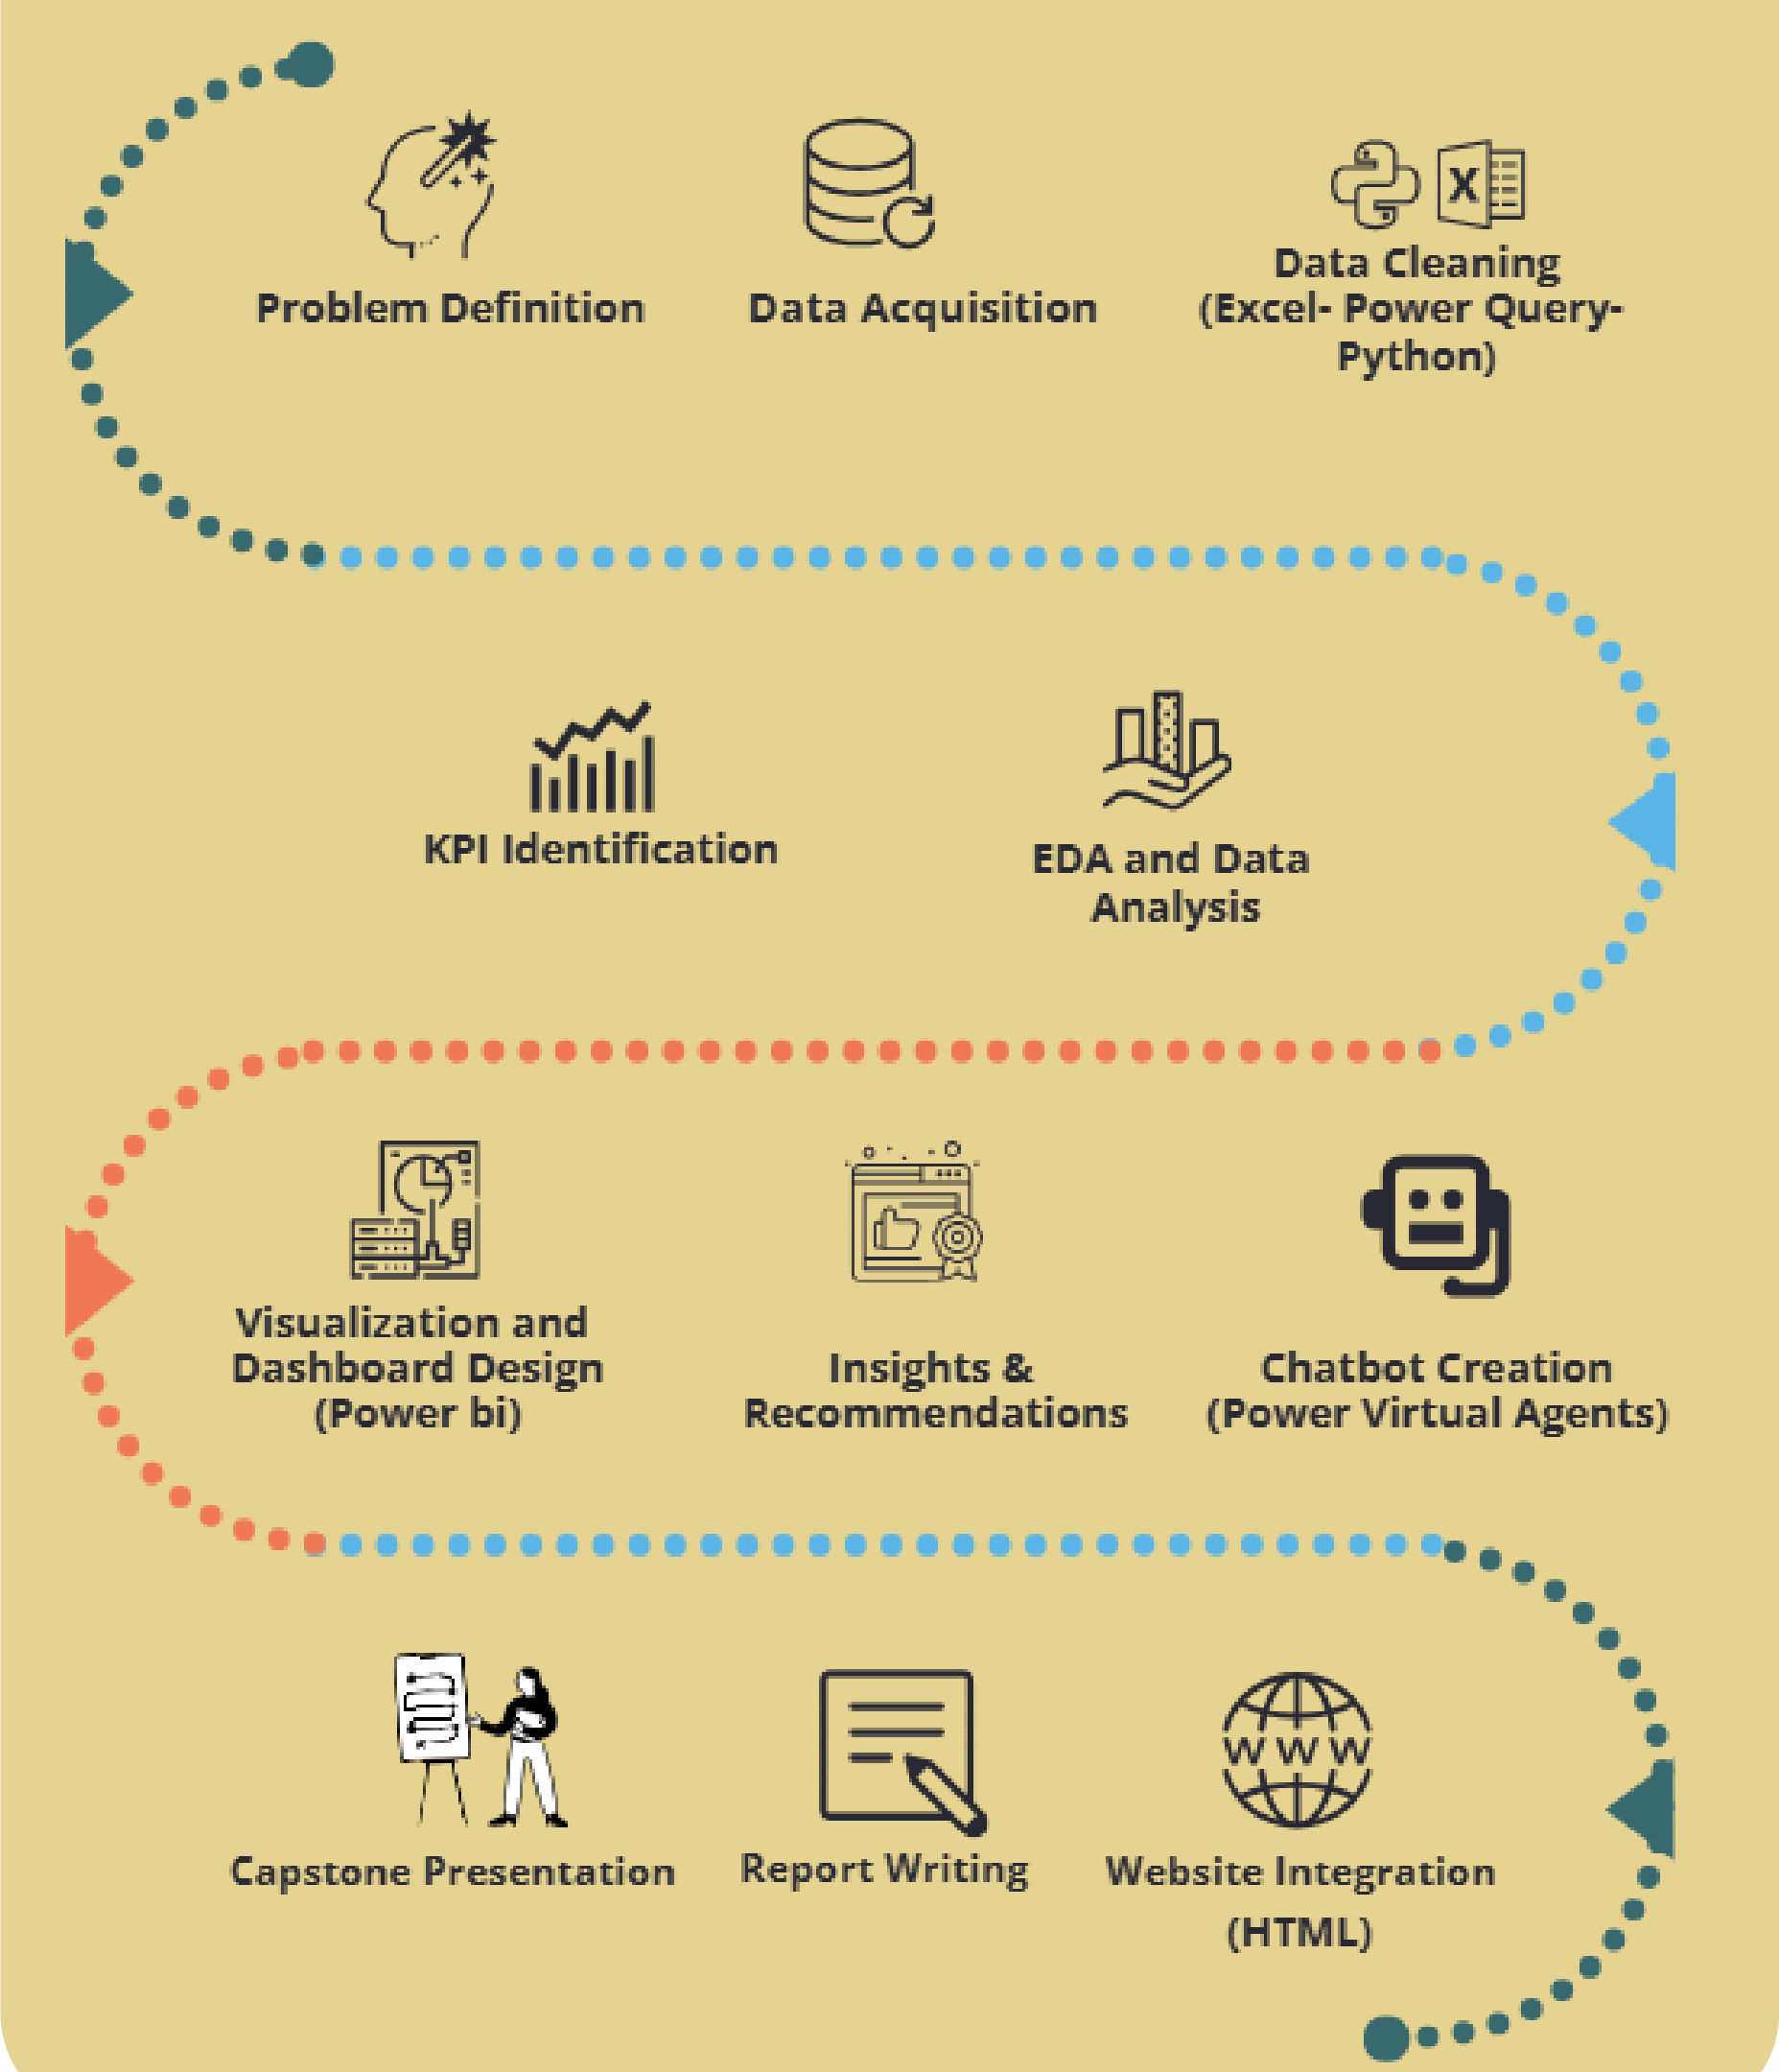 Problem Definition
Data Acquisition
X
Data Cleaning
(Excel- Power Query-
Python)
KPI Identification
EDA and Data
Analysis
Visualization and
Dashboard Design
(Power bi)
Insights &
Recommendations
Chatbot Creation
(Power Virtual Agents)
Capstone Presentation
Report Writing
WWW
Website Integration
(HTML)